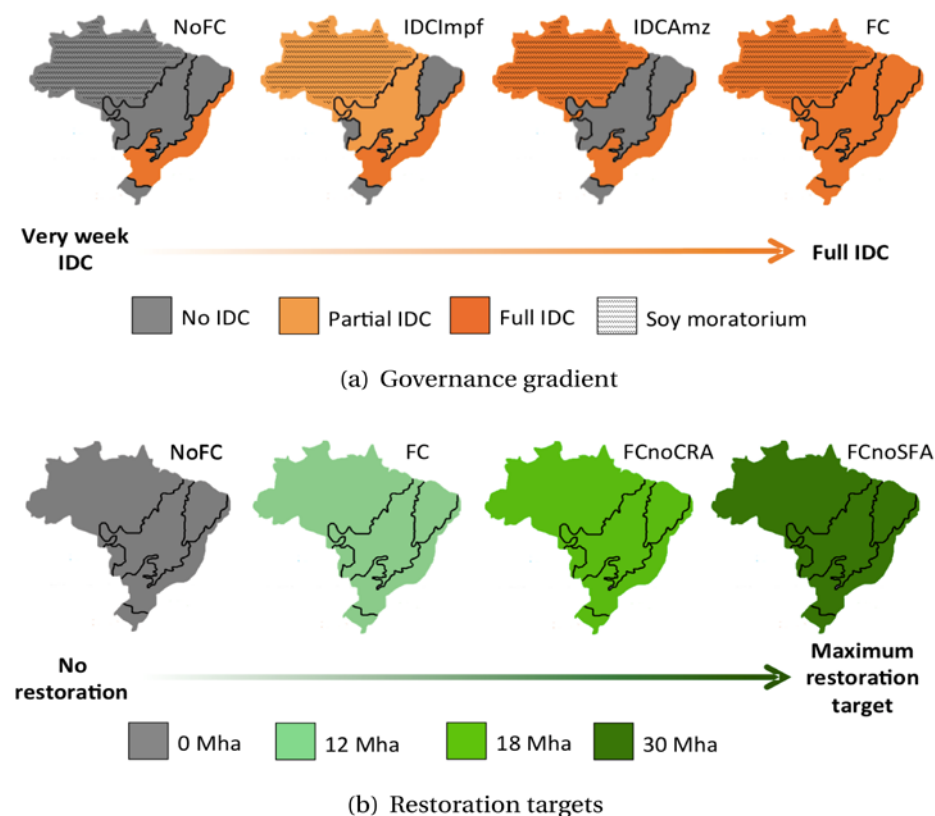 NoFC IDCImpf IDCAmz FC
Very week
IDC
Full IDC
No IDC Partial IDC Full IDC Soy moratorium
(a) Governance gradient
NoFC FC FCnoCRA FCnoSFA
No
restoration
Maximum
restoration
target
0 Mha 12 Mha 18 Mha 30 Mha
(b) Restoration targets